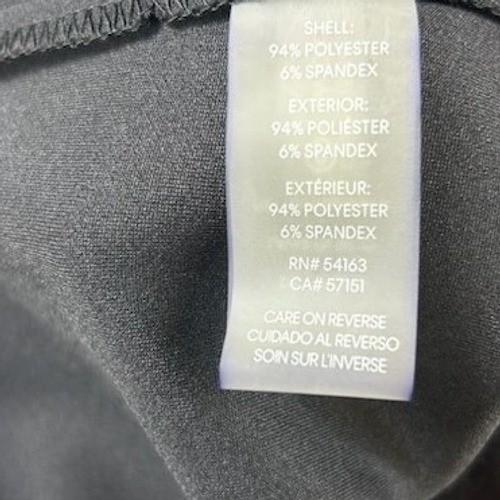 SHELL:
94% POLYESTER
6% SPANDEX
EXTERIOR:
94% POLIÉSTER
6% SPANDEX
EXTÉRIEUR:
94% POLYESTER
6% SPANDEX
RN# 54163
CA# 57151
CARE ON REVERSE
CUIDADO AL REVERSO
SOIN SUR L'INVERSE